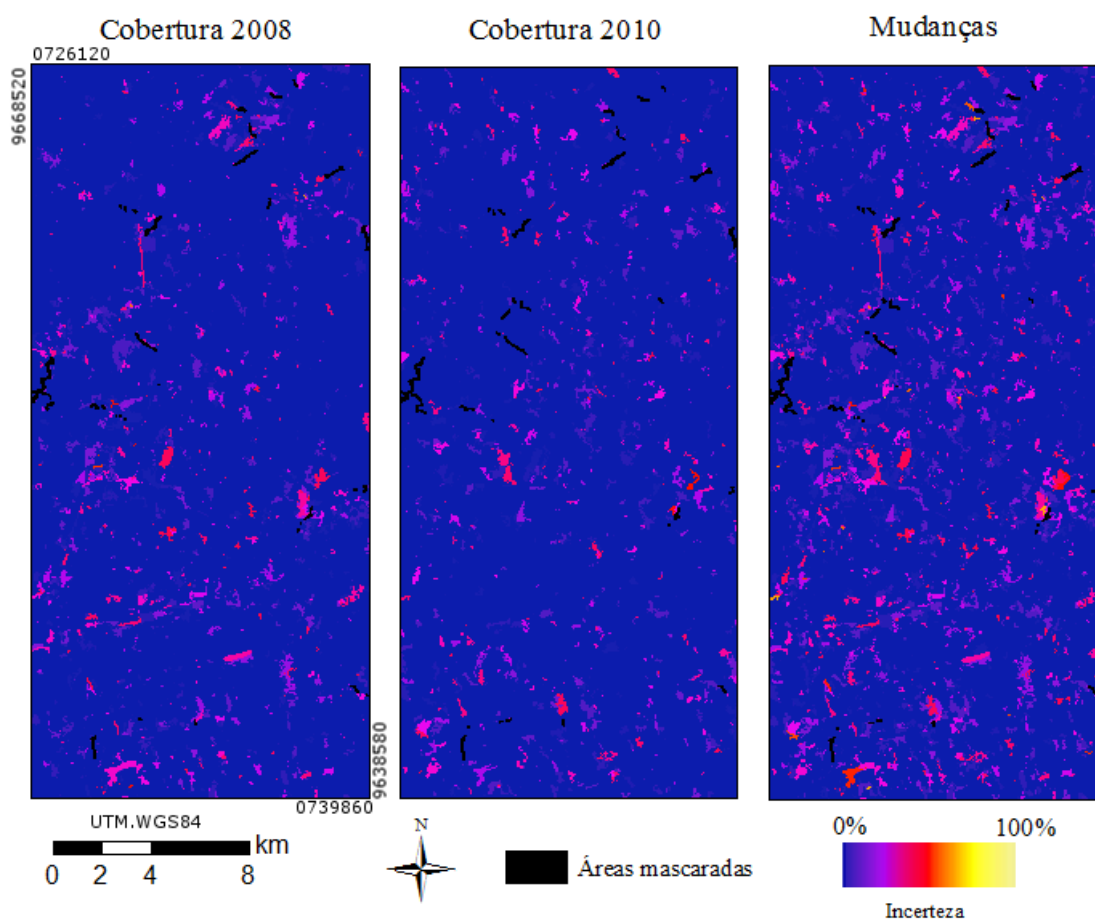 Cobertura 2008
Cobertura 2010
Mudanças
0726120
9668520
9638580
0739860
UTM.WGS84
km
0 2 4 8
N
Áreas mascaradas
0% 100%
Incerteza